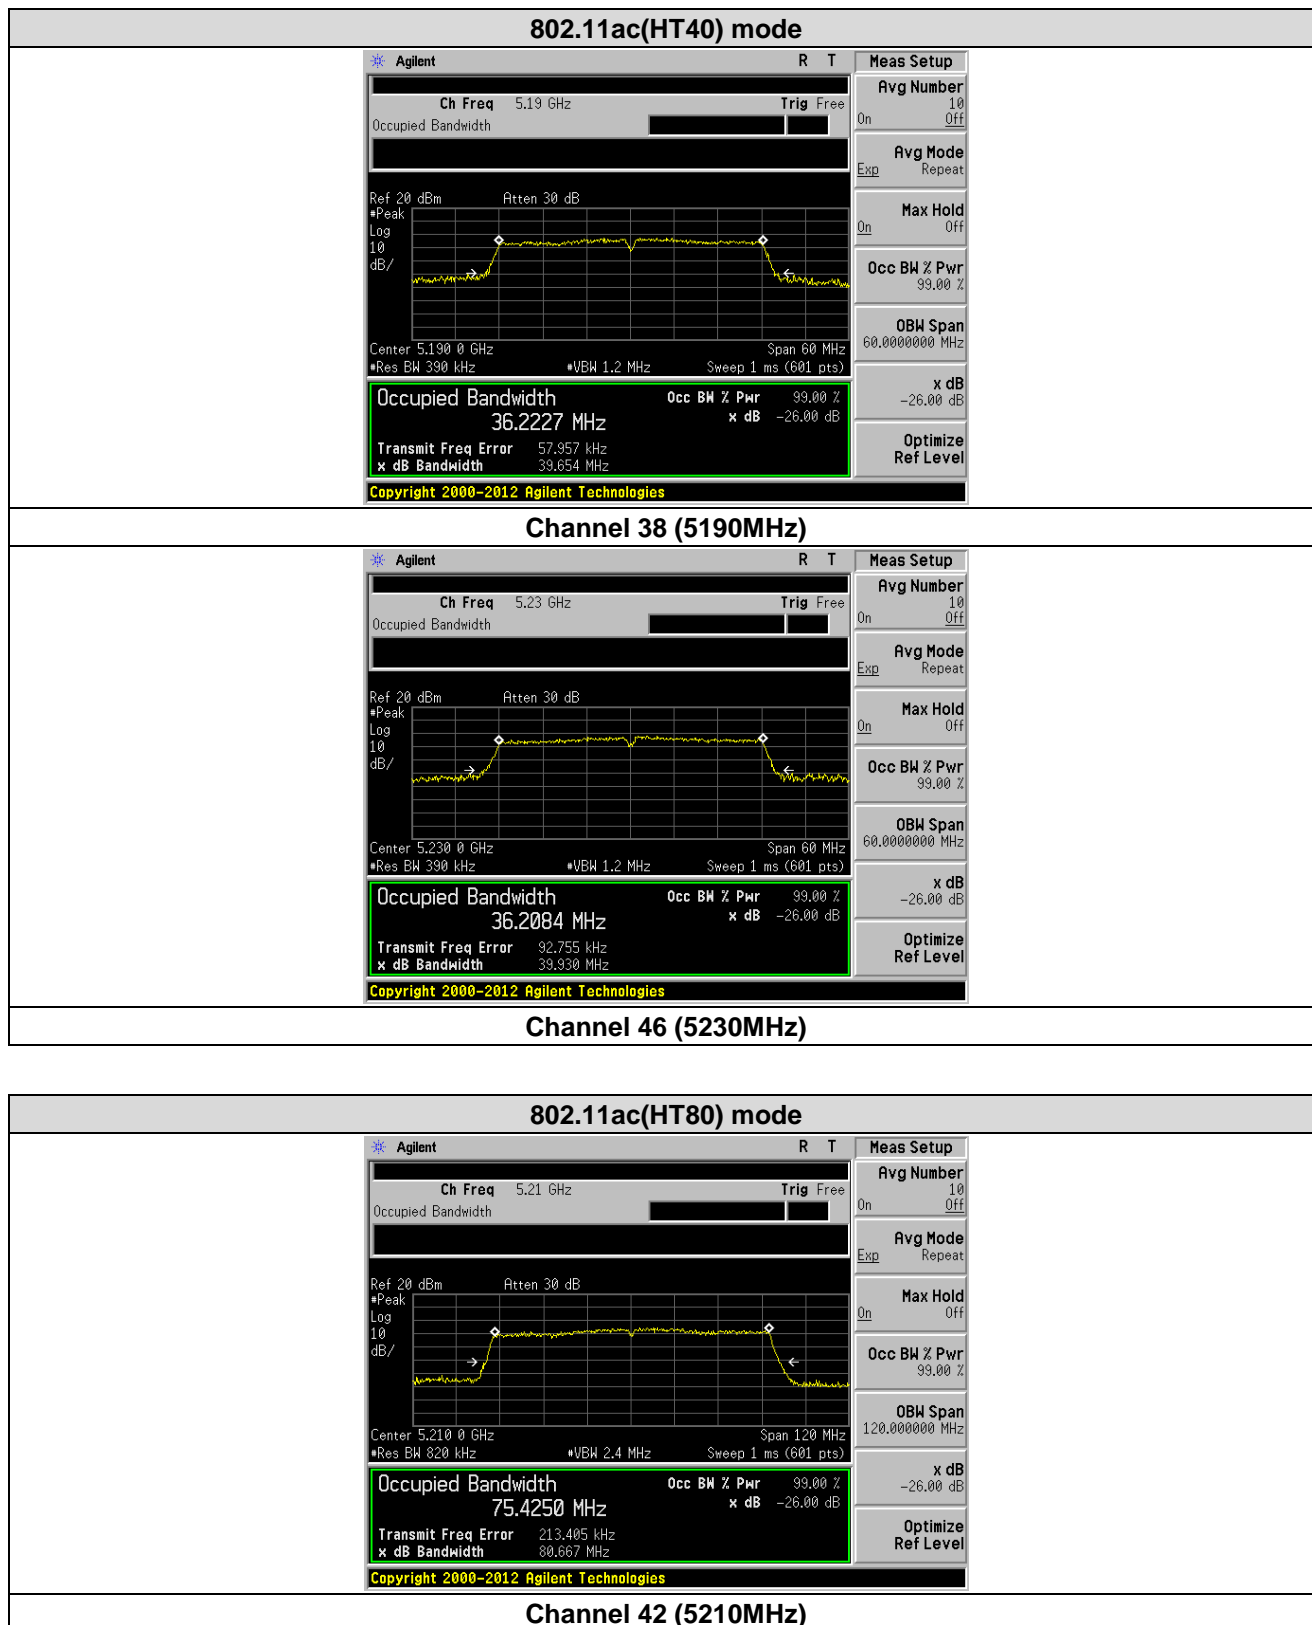 802.11ac(HT40) mode
Agilent R T Meas Setup
Ch Freq 5.19 GHz Trig Free
Occupied Bandwidth
Avg Number
10
On Off
Avg Mode
Exp Repeat
Ref 20 dBm Atten 30 dB
#Peak
Log
10
dB/
Max Hold
On Off
Occ BW % Pwr
99.00 %
OBW Span
60.0000000 MHz
Center 5.190 0 GHz Span 60 MHz
#Res BW 390 kHz #VBW 1.2 MHz Sweep 1 ms (601 pts)
x dB
-26.00 dB
Occupied Bandwidth Occ BW % Pwr 99.00 %
36.2227 MHz x dB -26.00 dB
Transmit Freq Error 57.957 kHz
x dB Bandwidth 39.654 MHz
Optimize
Ref Level
Copyright 2000-2012 Agilent Technologies
Channel 38 (5190MHz)
Agilent R T Meas Setup
Ch Freq 5.23 GHz Trig Free
Occupied Bandwidth
Avg Number
10
On Off
Avg Mode
Exp Repeat
Ref 20 dBm Atten 30 dB
#Peak
Log
10
dB/
Max Hold
On Off
Occ BW % Pwr
99.00 %
OBW Span
60.0000000 MHz
Center 5.230 0 GHz Span 60 MHz
#Res BW 390 kHz #VBW 1.2 MHz Sweep 1 ms (601 pts)
x dB
-26.00 dB
Occupied Bandwidth Occ BW % Pwr 99.00 %
36.2084 MHz x dB -26.00 dB
Transmit Freq Error 92.755 kHz
x dB Bandwidth 39.930 MHz
Optimize
Ref Level
Copyright 2000-2012 Agilent Technologies
Channel 46 (5230MHz)
802.11ac(HT80) mode
Agilent R T Meas Setup
Ch Freq 5.21 GHz Trig Free
Occupied Bandwidth
Avg Number
10
On Off
Avg Mode
Exp Repeat
Ref 20 dBm Atten 30 dB
#Peak
Log
10
dB/
Max Hold
On Off
Occ BW % Pwr
99.00 %
OBW Span
120.000000 MHz
Center 5.210 0 GHz Span 120 MHz
#Res BW 820 kHz #VBW 2.4 MHz Sweep 1 ms (601 pts)
x dB
-26.00 dB
Occupied Bandwidth Occ BW % Pwr 99.00 %
75.4250 MHz x dB -26.00 dB
Transmit Freq Error 213.405 kHz
x dB Bandwidth 80.667 MHz
Optimize
Ref Level
Copyright 2000-2012 Agilent Technologies
Channel 42 (5210MHz)